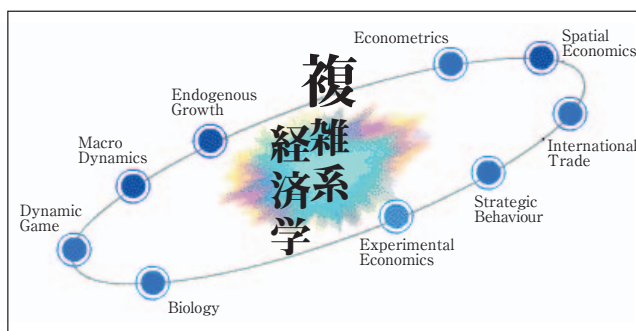 Econometrics
Spatial
Economics
Endogenous
Growth
複雑系
経済学
Macro
Dynamics
International
Trade
Dynamic
Game
Strategic
Behaviour
Experimental
Economics
Biology